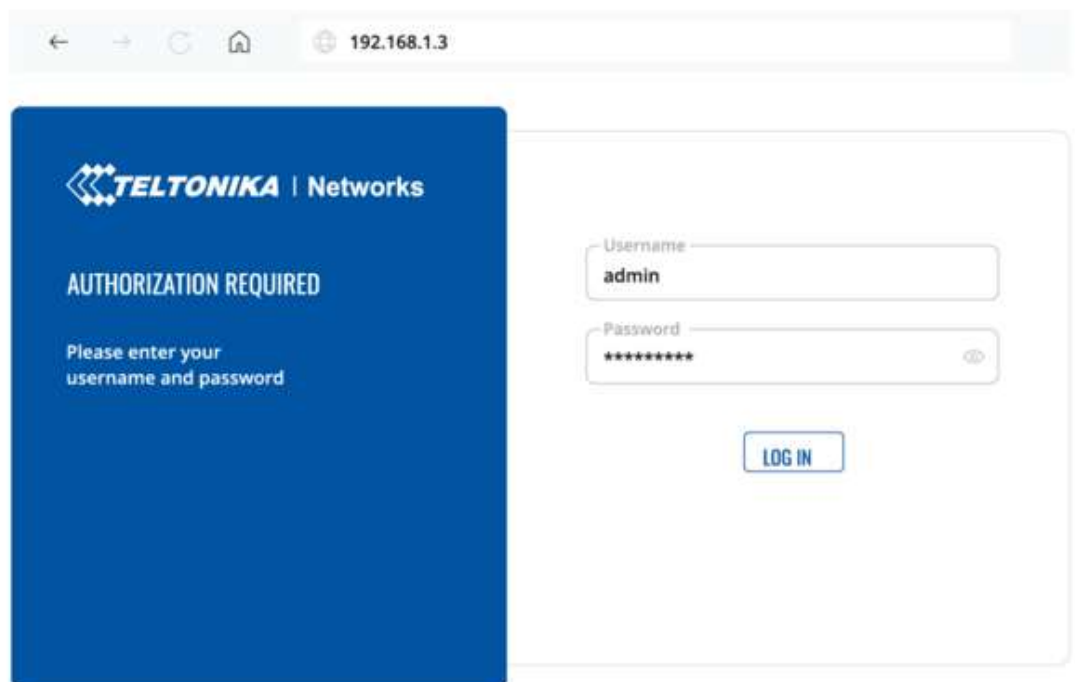 192.168.1.3
TELTONIKA | Networks
AUTHORIZATION REQUIRED
Please enter your
username and password
Username
admin
Password
*********
LOG IN